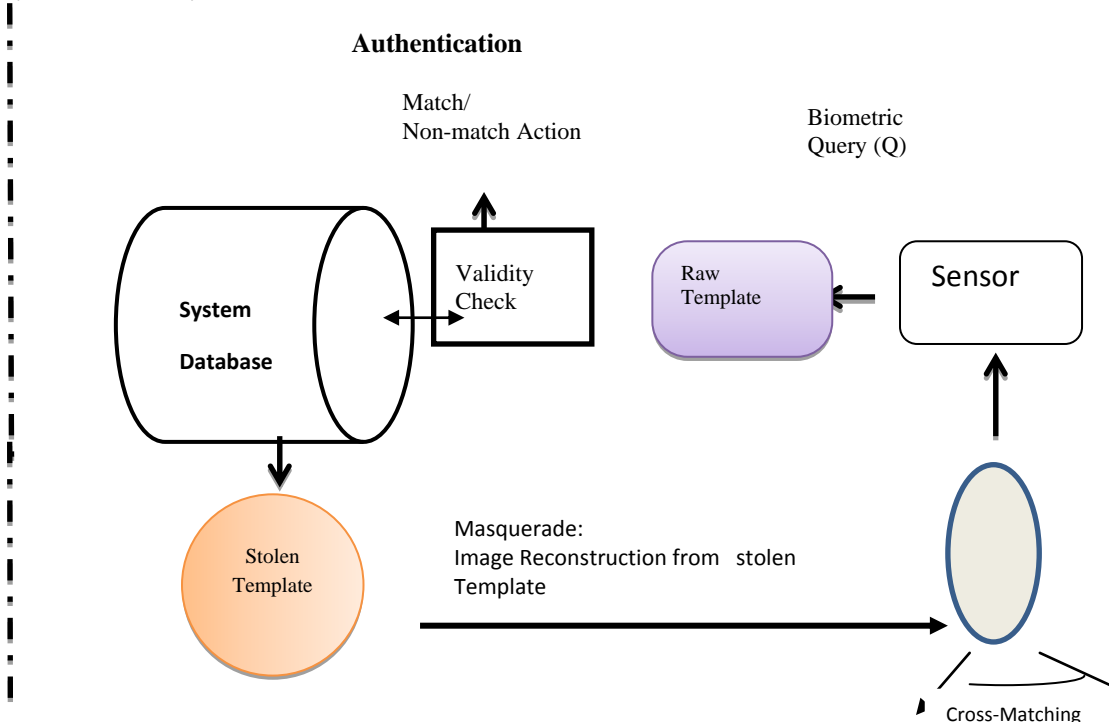 Authentication
Match/
Non-match Action
Biometric
Query (Q)
System
Database
Validity
Check
Raw
Template
Sensor
Stolen
Template
Masquerade:
Image Reconstruction from stolen
Template
Cross-Matching